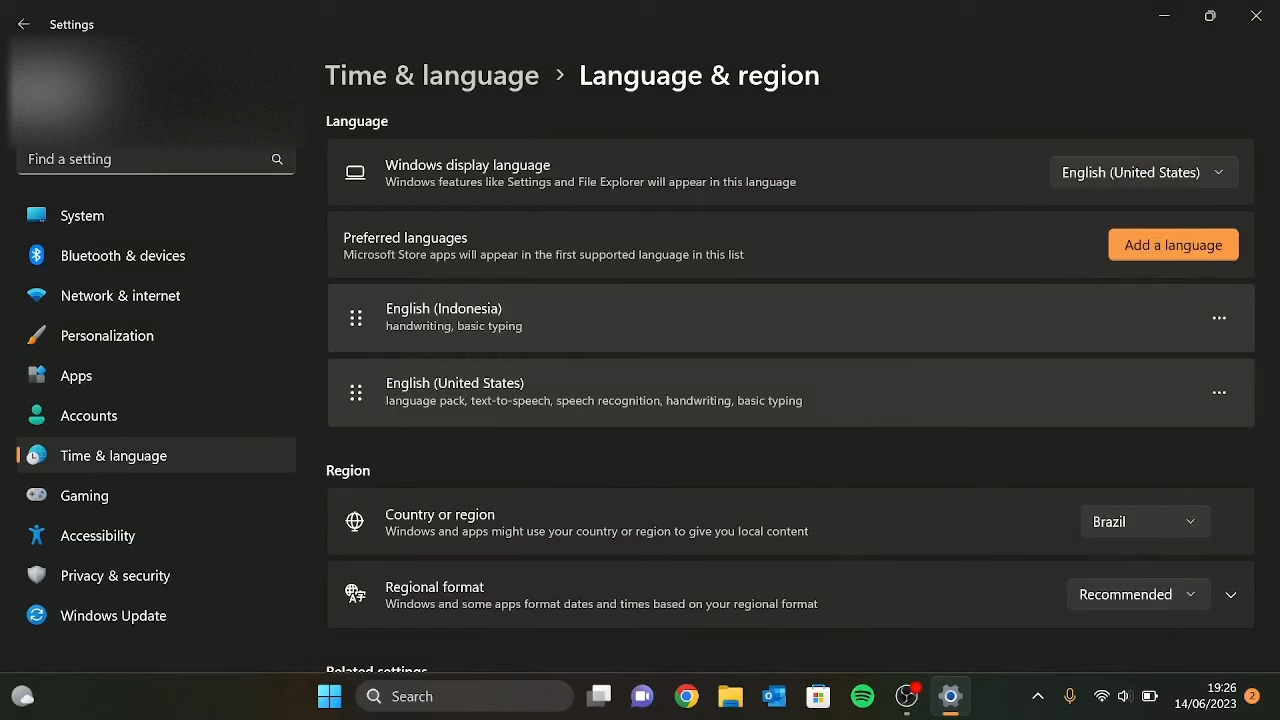 Settings
Find a setting
System
Bluetooth & devices
Network & internet
Personalization
Apps
Accounts
Time & language
Gaming
Accessibility
Privacy & security
Windows Update
Time & language > Language & region
Language
Windows display language
Windows features like Settings and File Explorer will appear in this language
English (United States)
Preferred languages
Microsoft Store apps will appear in the first supported language in this list
Add a language
English (Indonesia)
handwriting, basic typing
English (United States)
language pack, text-to-speech, speech recognition, handwriting, basic typing
Region
Country or region
Windows and apps might use your country or region to give you local content
Brazil
Regional format
Windows and some apps format dates and times based on your regional format
Recommended
Related settings
Search
19:26
14/06/2023
2